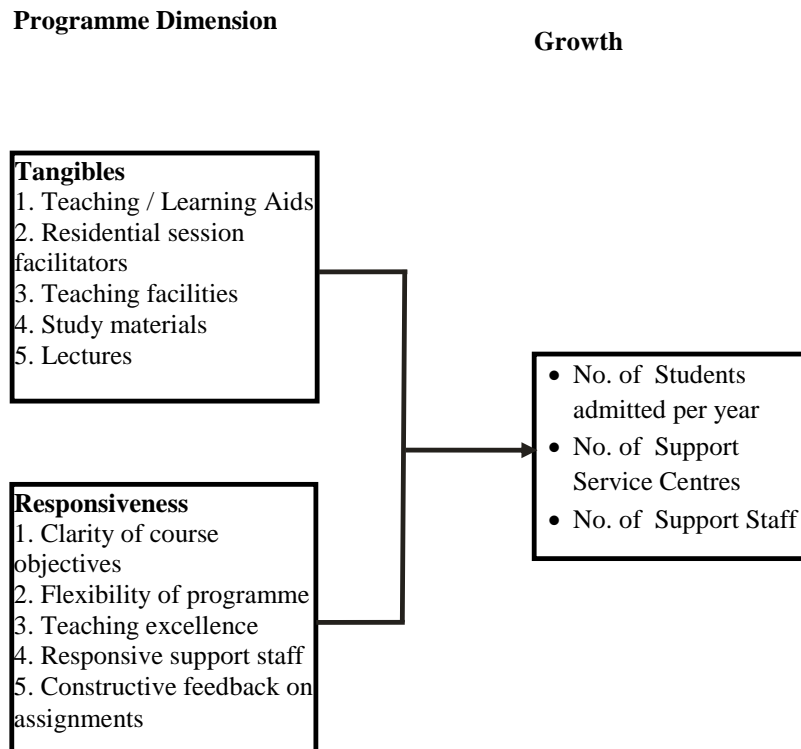 Programme Dimension
Growth
Tangibles
1. Teaching / Learning Aids
2. Residential session
facilitators
3. Teaching facilities
4. Study materials
5. Lectures
• No. of Students
admitted per year
• No. of Support
Service Centres
• No. of Support Staff
Responsiveness
1. Clarity of course
objectives
2. Flexibility of programme
3. Teaching excellence
4. Responsive support staff
5. Constructive feedback on
assignments